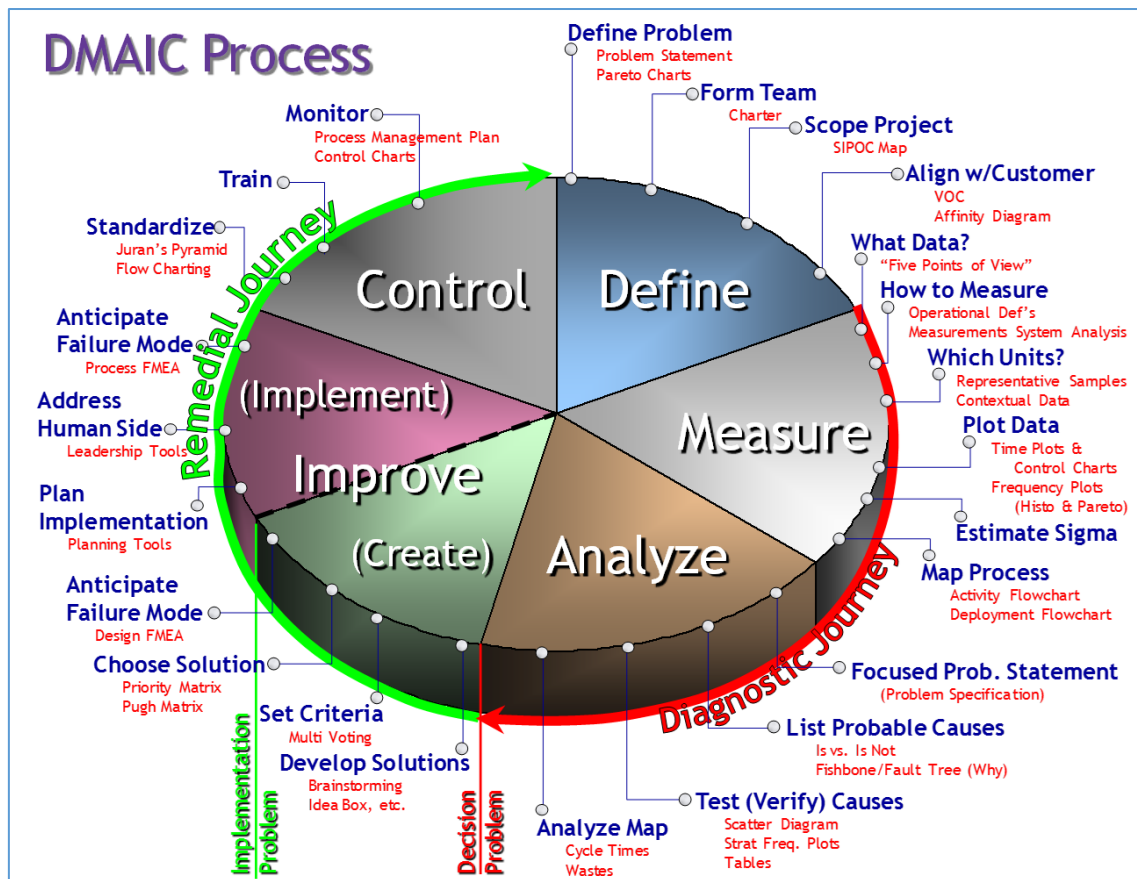 DMAIC Process
Define Problem
Problem Statement
Pareto Charts
Form Team
Charter
Scope Project
SIPOC Map
Align w/Customer
VOC
Affinity Diagram
What Data?
“Five Points of View”
How to Measure
Operational Def's
Measurements System Analysis
Which Units?
Representative Samples
Contextual Data
Plot Data
Time Plots &
Control Charts
Frequency Plots
(Histo & Pareto)
Estimate Sigma
Map Process
Activity Flowchart
Deployment Flowchart
Focused Prob. Statement
(Problem Specification)
List Probable Causes
Is vs. Is Not
Fishbone/Fault Tree (Why)
Test (Verify) Causes
Scatter Diagram
Strat Freq. Plots
Tables
Analyze Map
Cycle Times
Wastes
Develop Solutions
Brainstorming
Idea Box, etc.
Set Criteria
Multi Voting
Choose Solution
Priority Matrix
Pugh Matrix
Anticipate
Failure Mode
Design FMEA
Plan
Implementation
Planning Tools
Address
Human Side
Leadership Tools
Anticipate
Failure Mode
Process FMEA
Standardize
Juran's Pyramid
Flow Charting
Train
Monitor
Process Management Plan
Control Charts
Define
Measure
Analyze
Improve
(Create)
(Implement)
Control
Remedial Journey
Diagnostic Journey
Implementation
Problem
Decision
Problem